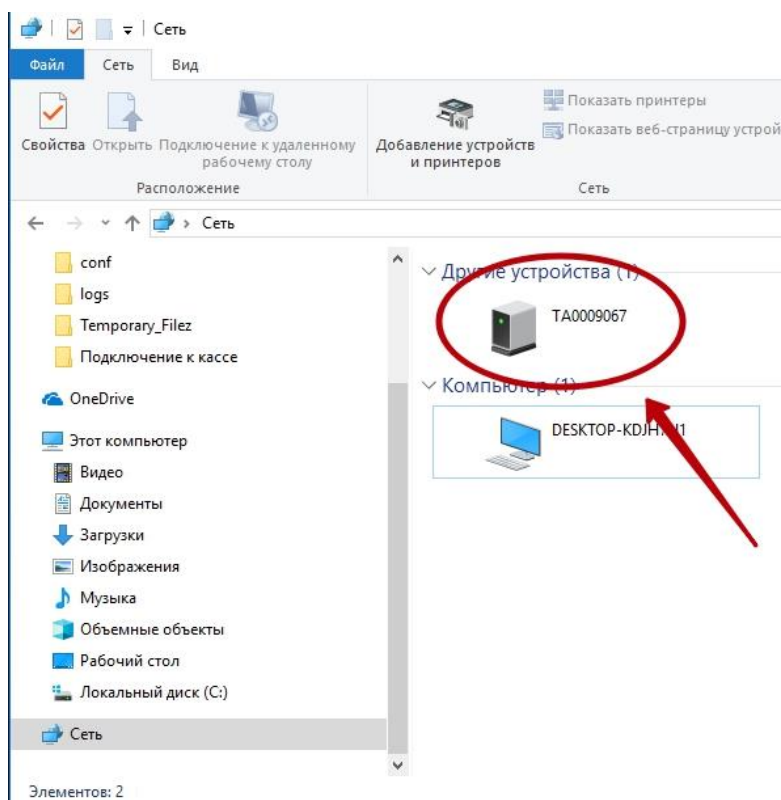 Сеть
Файл Сеть Вид
Свойства Открыть Подключение к удаленному рабочему столу
Расположение
Добавление устройств и принтеров
Показать принтеры
Показать веб-страницу устрой
Сеть
Сеть
conf
logs
Temporary_Filez
Подключение к кассе
OneDrive
Этот компьютер
Видео
Документы
Загрузки
Изображения
Музыка
Объемные объекты
Рабочий стол
Локальный диск (C:)
Сеть
Другие устройства (1)
TA0009067
Компьютер (1)
Элементов: 2